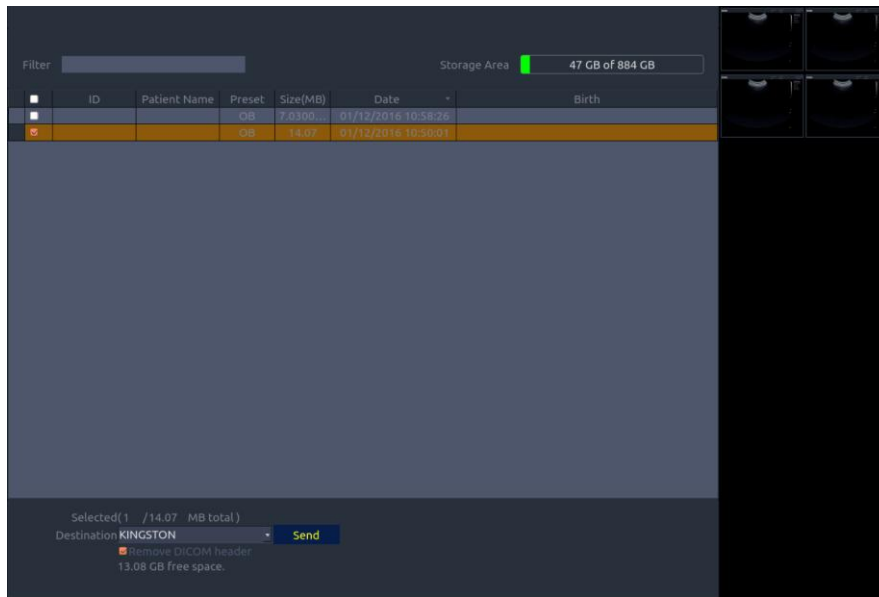 Filter Storage Area 47 GB of 884 GB
ID Patient Name Preset Size(MB) Date Birth
OB 7.0300... 01/12/2016 10:58:26
OB 14.07 01/12/2016 10:50:01
Selected(1 /14.07 MB total)
Destination KINGSTON Send
Remove DICOM header
13.08 GB free space.